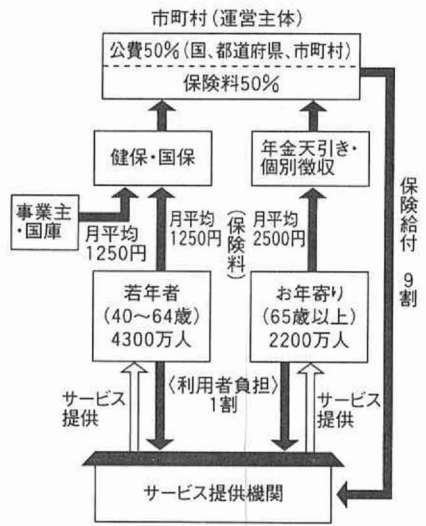 市町村(運営主体)
公費50%(国、都道府県、市町村)
保険料50%
健保・国保
年金天引き・
個別徴収
事業主
・国庫
月平均
1250円
月平均
1250円
(保険料)
月平均
2500円
保険給付 9割
若年者
(40〜64歳)
4300万人
お年寄り
(65歳以上)
2200万人
サービス
提供
〈利用者負担〉
1割
サービス
提供
サービス提供機関